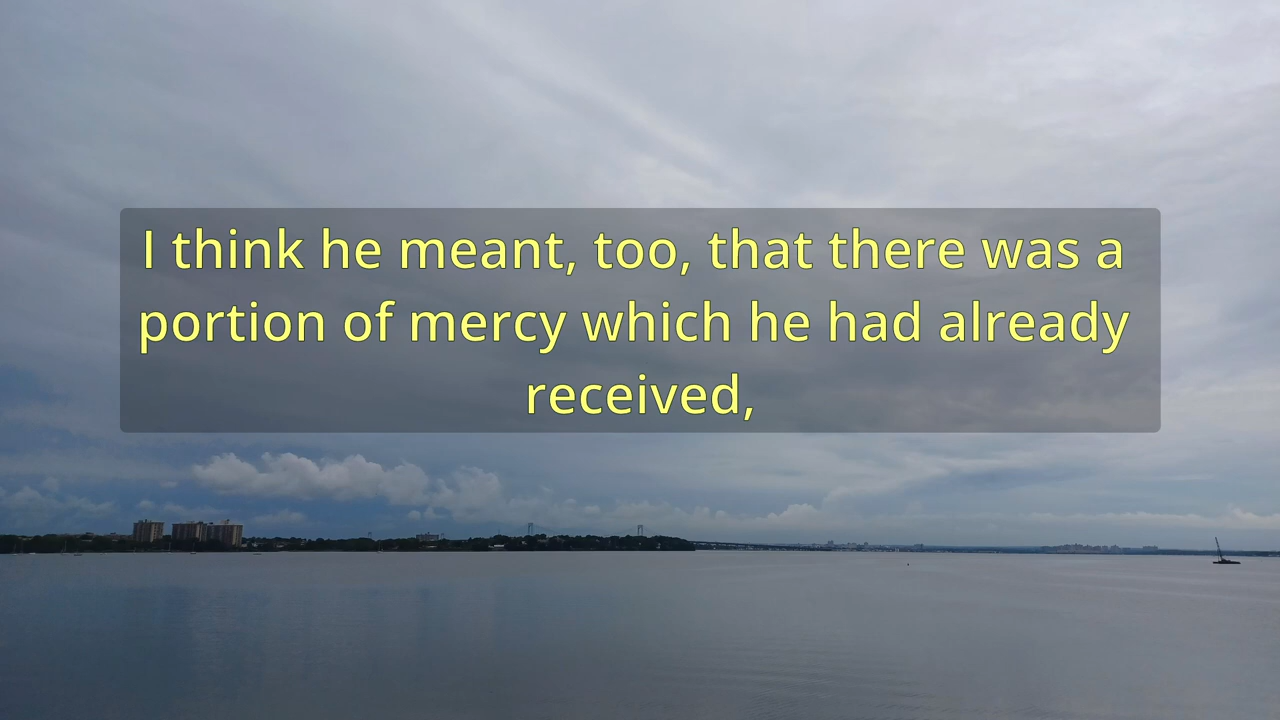 I think he meant, too, that there was a
portion of mercy which he had already
received,